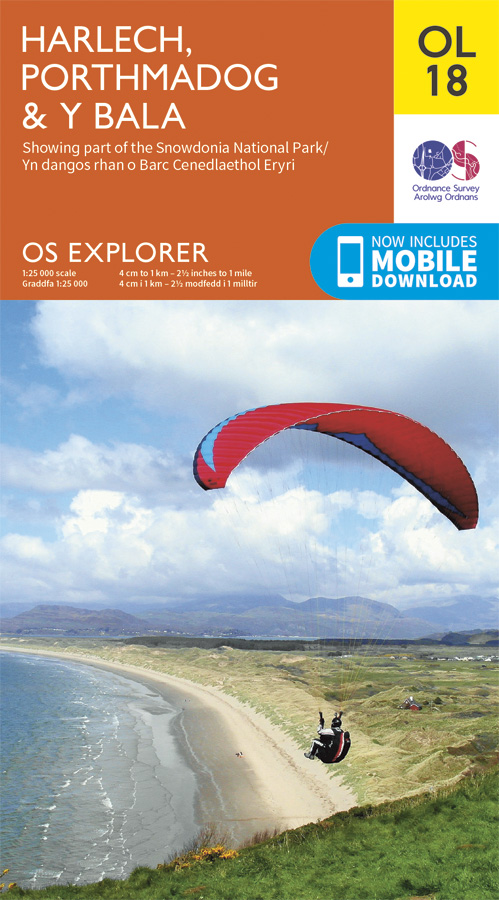 HARLECH,
PORTHMADOG
& Y BALA
Showing part of the Snowdonia National Park/
Yn dangos rhan o Barc Cenedlaethol Eryri
OL
18
OS
Ordnance Survey
Arolwg Ordnans
OS EXPLORER
1:25 000 scale
Graddfa 1:25 000
4 cm to 1 km – 2½ inches to 1 mile
4 cm i 1 km – 2½ modfedd i 1 milltir
NOW INCLUDES
MOBILE
DOWNLOAD